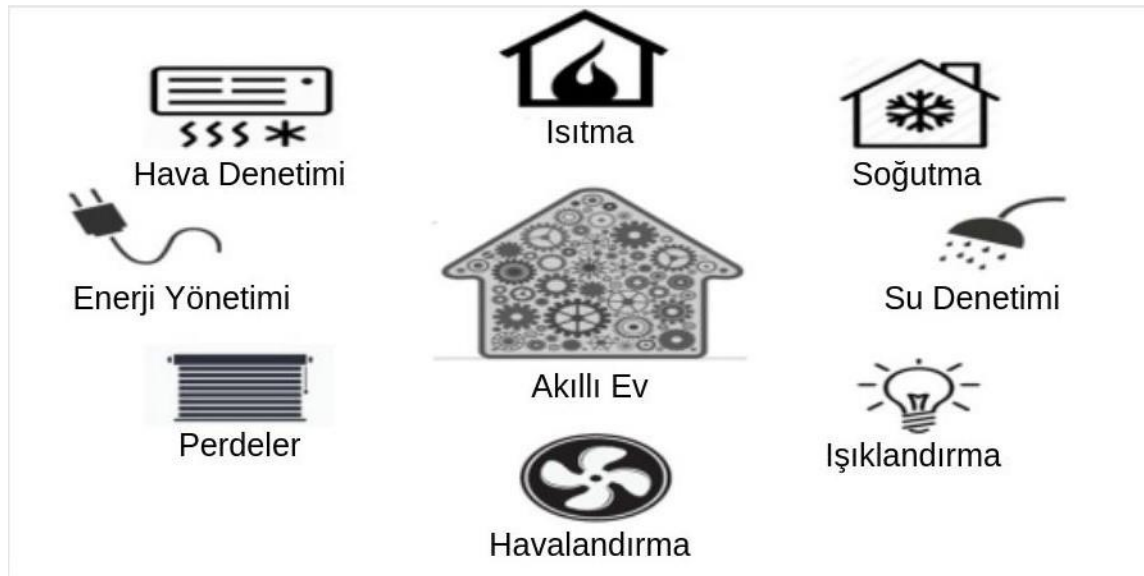 Isıtma
Hava Denetimi
Soğutma
Enerji Yönetimi
Su Denetimi
Akıllı Ev
Perdeler
Işıklandırma
Havalandırma